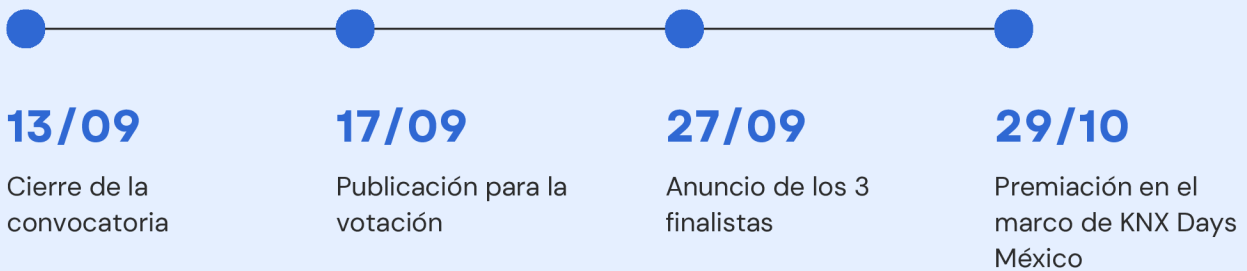 13/09
Cierre de la
convocatoria
17/09
Publicación para la
votación
27/09
Anuncio de los 3
finalistas
29/10
Premiación en el
marco de KNX Days
México